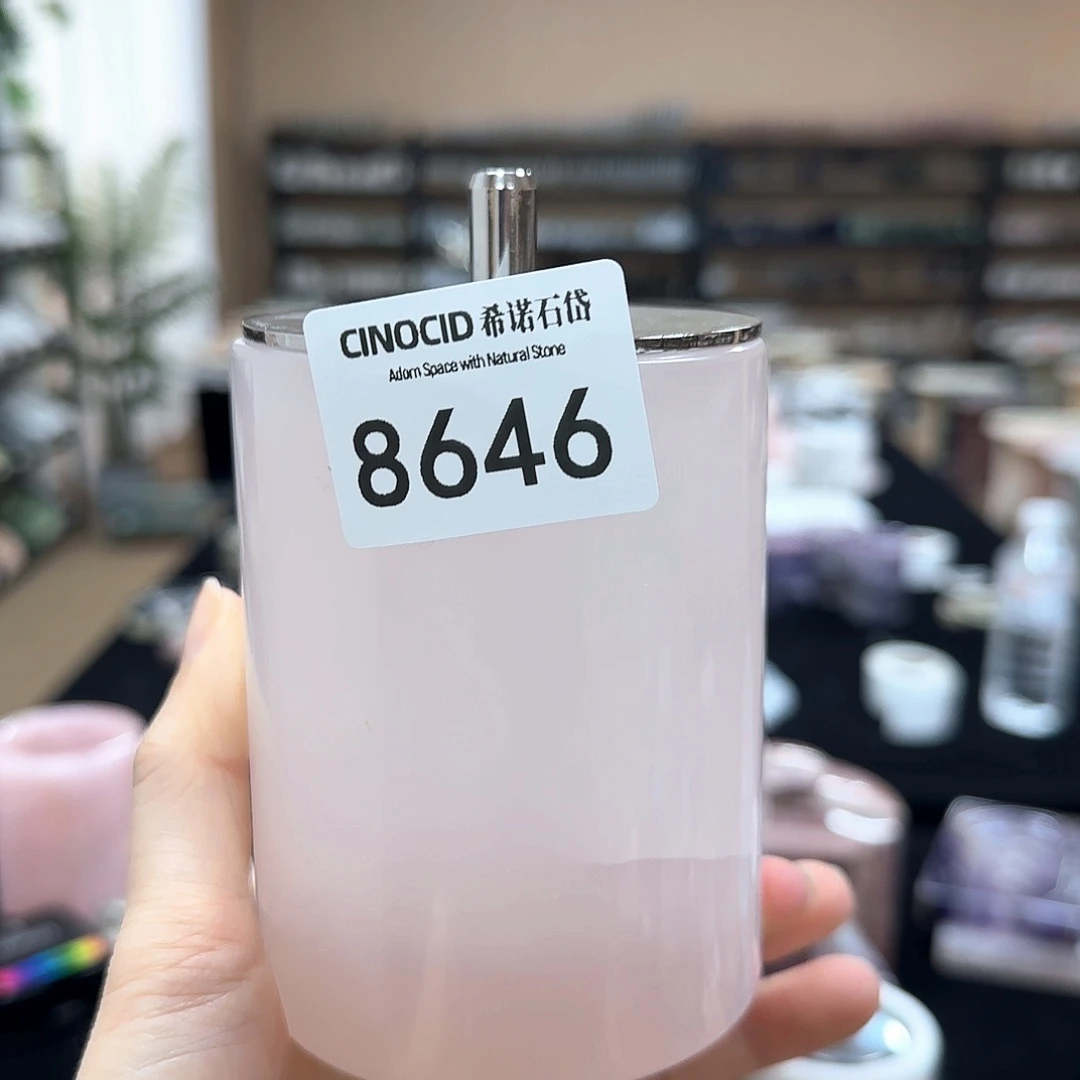 CINOCID 希诺石岱
Adorn Space with Natural Stone
8646